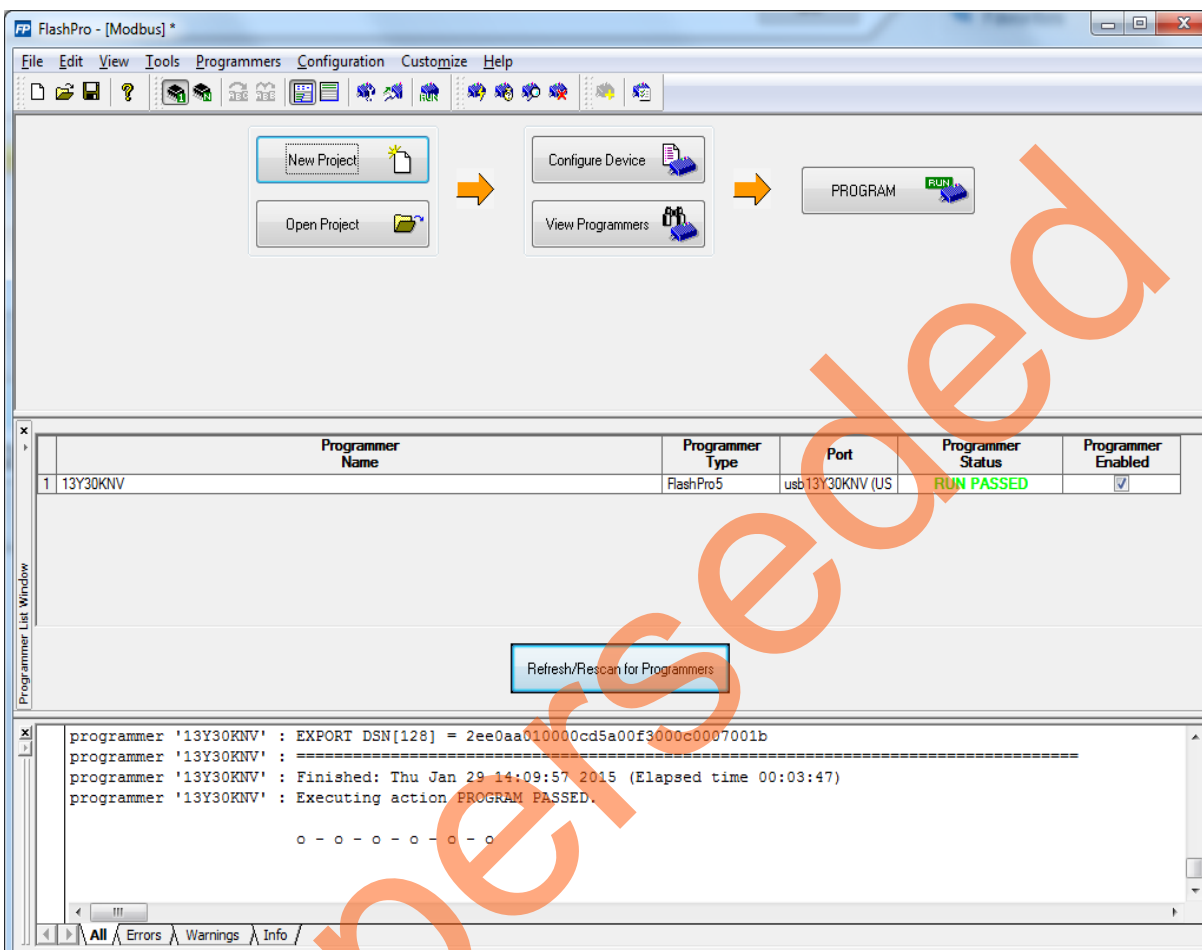 FlashPro - [Modbus] *
File Edit View Tools Programmers Configuration Customize Help
New Project
Configure Device
PROGRAM
RUN
Open Project
View Programmers
Programmer Name
Programmer Type
Port
Programmer Status
Programmer Enabled
1 13Y30KNV FlashPro5 usb13Y30KNV (US RUN PASSED
Programmer List Window
Refresh/Rescan for Programmers
programmer '13Y30KNV' : EXPORT DSN[128] = 2ee0aa010000cd5a00f3000c0007001b
programmer '13Y30KNV' : =====================================================================
programmer '13Y30KNV' : Finished: Thu Jan 29 14:09:57 2015 (Elapsed time 00:03:47)
programmer '13Y30KNV' : Executing action PROGRAM PASSED.
o - o - o - o - o - o
All Errors Warnings Info
perseded